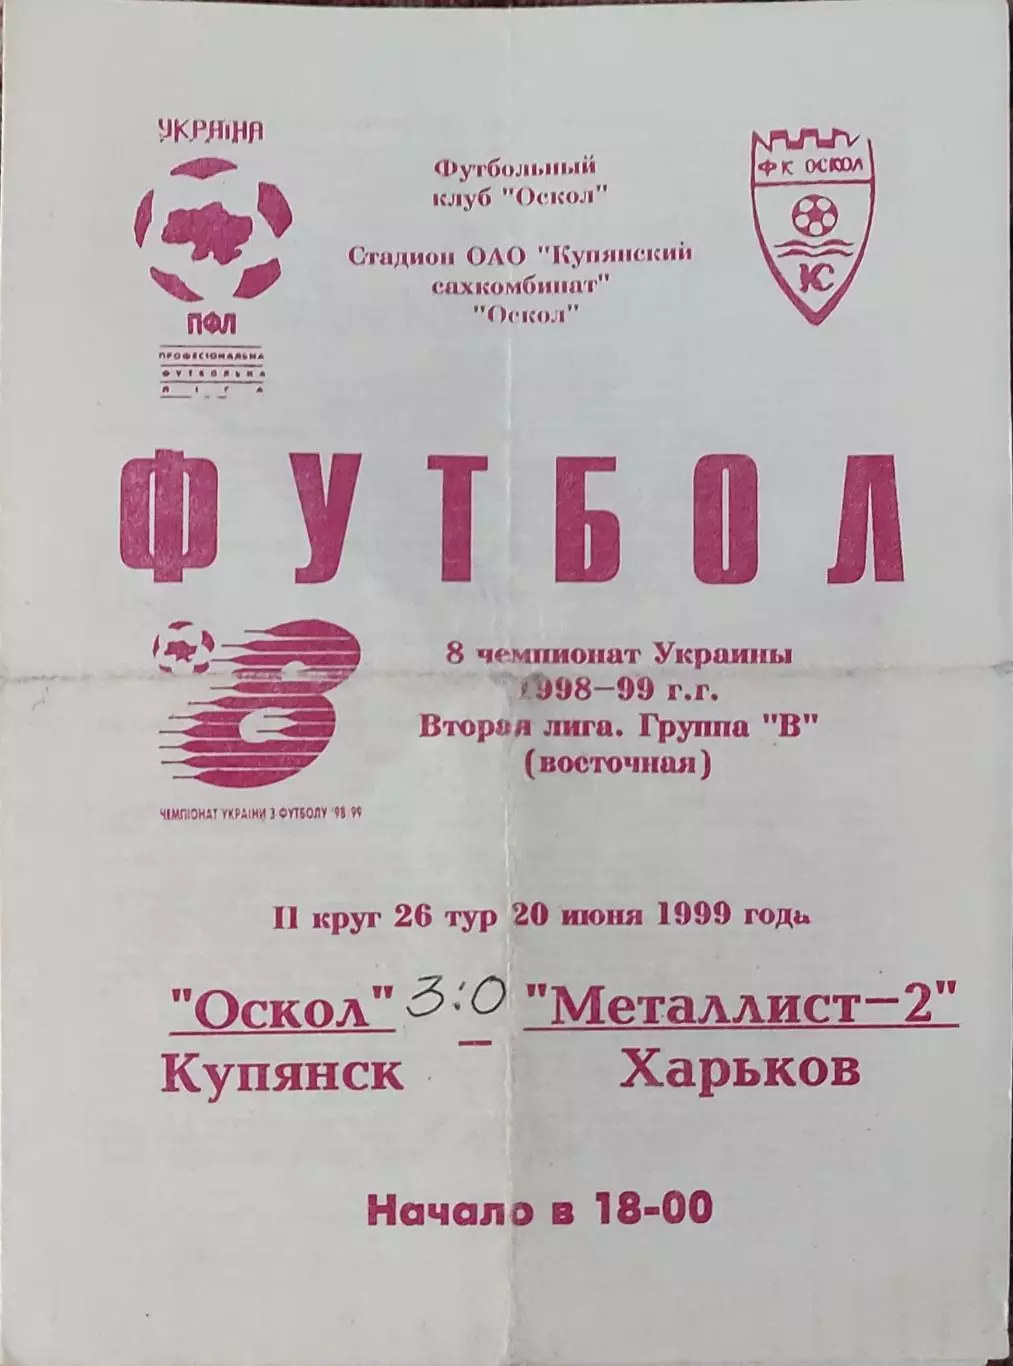 УКРАЇНА
ПФЛ
ПРОФЕСІОНАЛЬНА
ФУТБОЛЬНА
ЛІГА
Футбольный
клуб "Оскол"
Стадион ОАО "Купянский
сахкомбинат"
"Оскол"
ФК ОСКОЛ
КС
ФУТБОЛ
8 чемпионат Украины
1998-99 г.г.
Вторая лига. Группа "В"
(восточная)
8
ЧЕМПІОНАТ УКРАЇНИ З ФУТБОЛУ '98/99
II круг 26 тур 20 июня 1999 года
"Оскол" 3:0 "Металлист-2"
Купянск – Харьков
Начало в 18-00